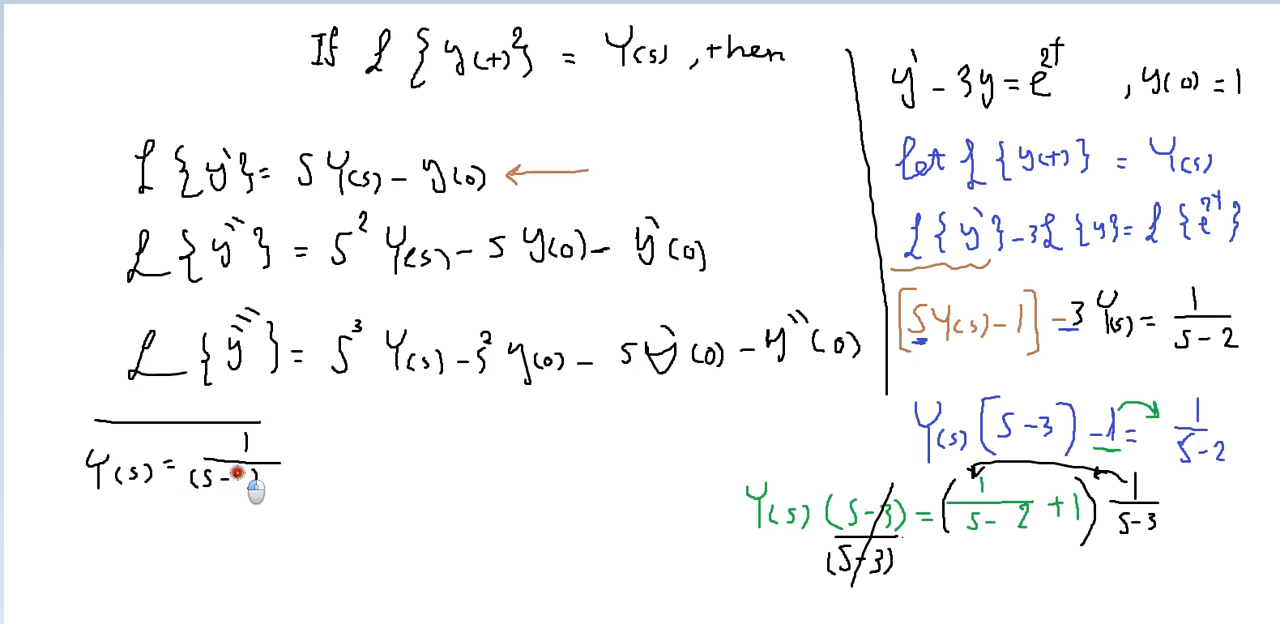 If ℒ{y(t)} = Y(s), then
ℒ{y'} = SY(s) - y(0) ←
ℒ{y''} = S² Y(s) - S y(0) - y'(0)
ℒ{y'''} = S³ Y(s) - S² y(0) - S y'(0) - y''(0)
Y(s) = 1/(S-
y' - 3y = e^2t , y(0) = 1
let ℒ{y(t)} = Y(s)
ℒ{y'} - 3ℒ{y} = ℒ{e^2t}
[SY(s) - 1] - 3 Y(s) = 1/(S-2)
Y(s) [S-3] - 1 = 1/(S-2)
Y(s) (S-3)/(S-3) = (1/(S-2) + 1) 1/(S-3)